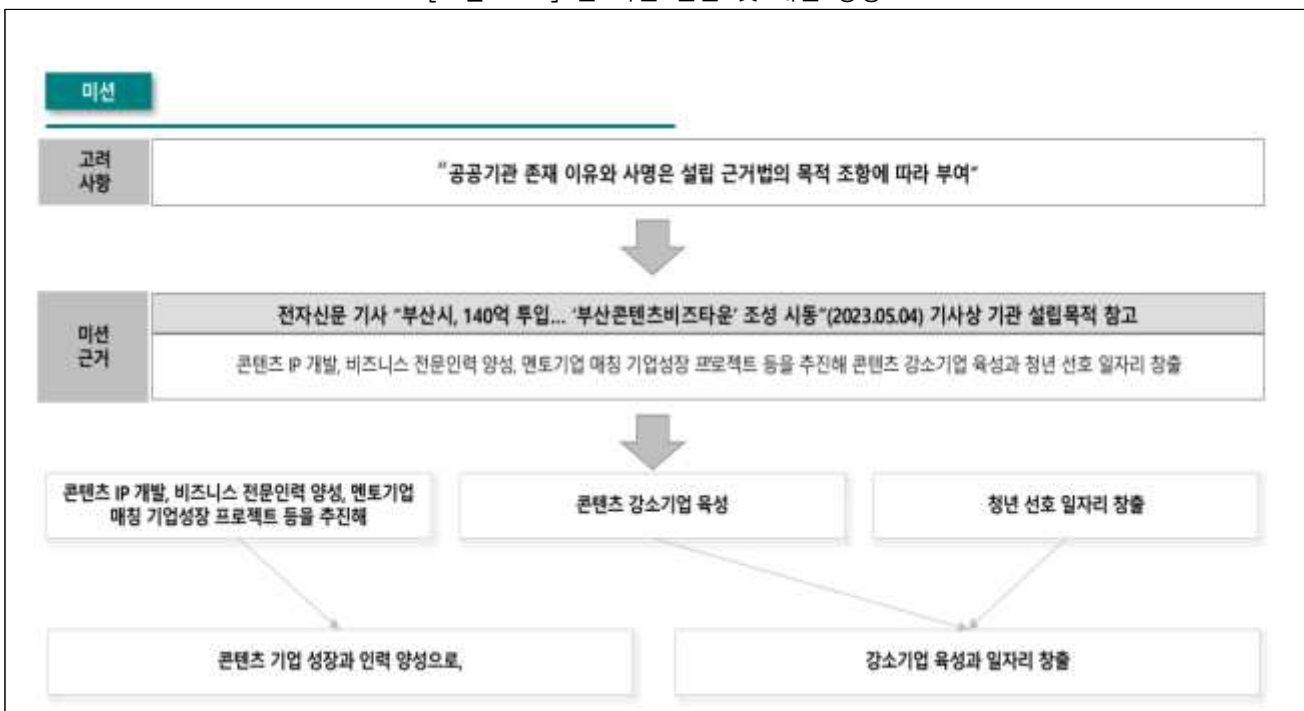 미션
고려
사항
"공공기관 존재 이유와 사명은 설립 근거법의 목적 조항에 따라 부여"
미션
근거
전자신문 기사 "부산시, 140억 투입... '부산콘텐츠비즈타운' 조성 시동"(2023.05.04) 기사상 기관 설립목적 참고
콘텐츠 IP 개발, 비즈니스 전문인력 양성, 멘토기업 매칭 기업성장 프로젝트 등을 추진해 콘텐츠 강소기업 육성과 청년 선호 일자리 창출
콘텐츠 IP 개발, 비즈니스 전문인력 양성, 멘토기업
매칭 기업성장 프로젝트 등을 추진해
콘텐츠 강소기업 육성
청년 선호 일자리 창출
콘텐츠 기업 성장과 인력 양성으로,
강소기업 육성과 일자리 창출